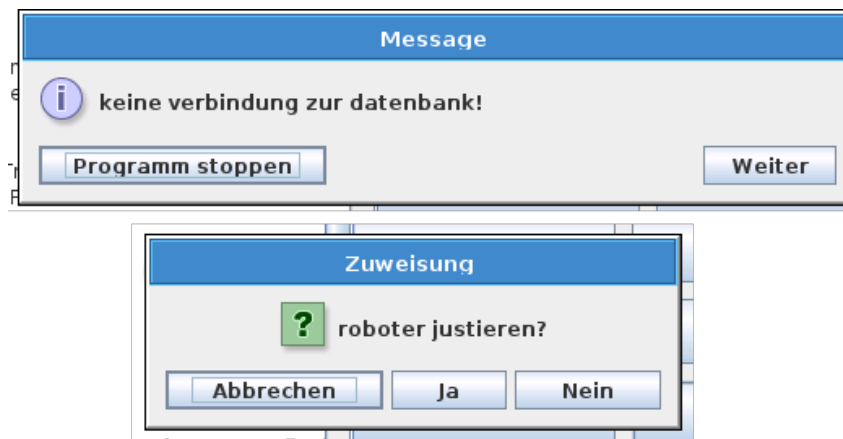 Message
i keine verbindung zur datenbank!
Programm stoppen Weiter
Zuweisung
? roboter justieren?
Abbrechen Ja Nein